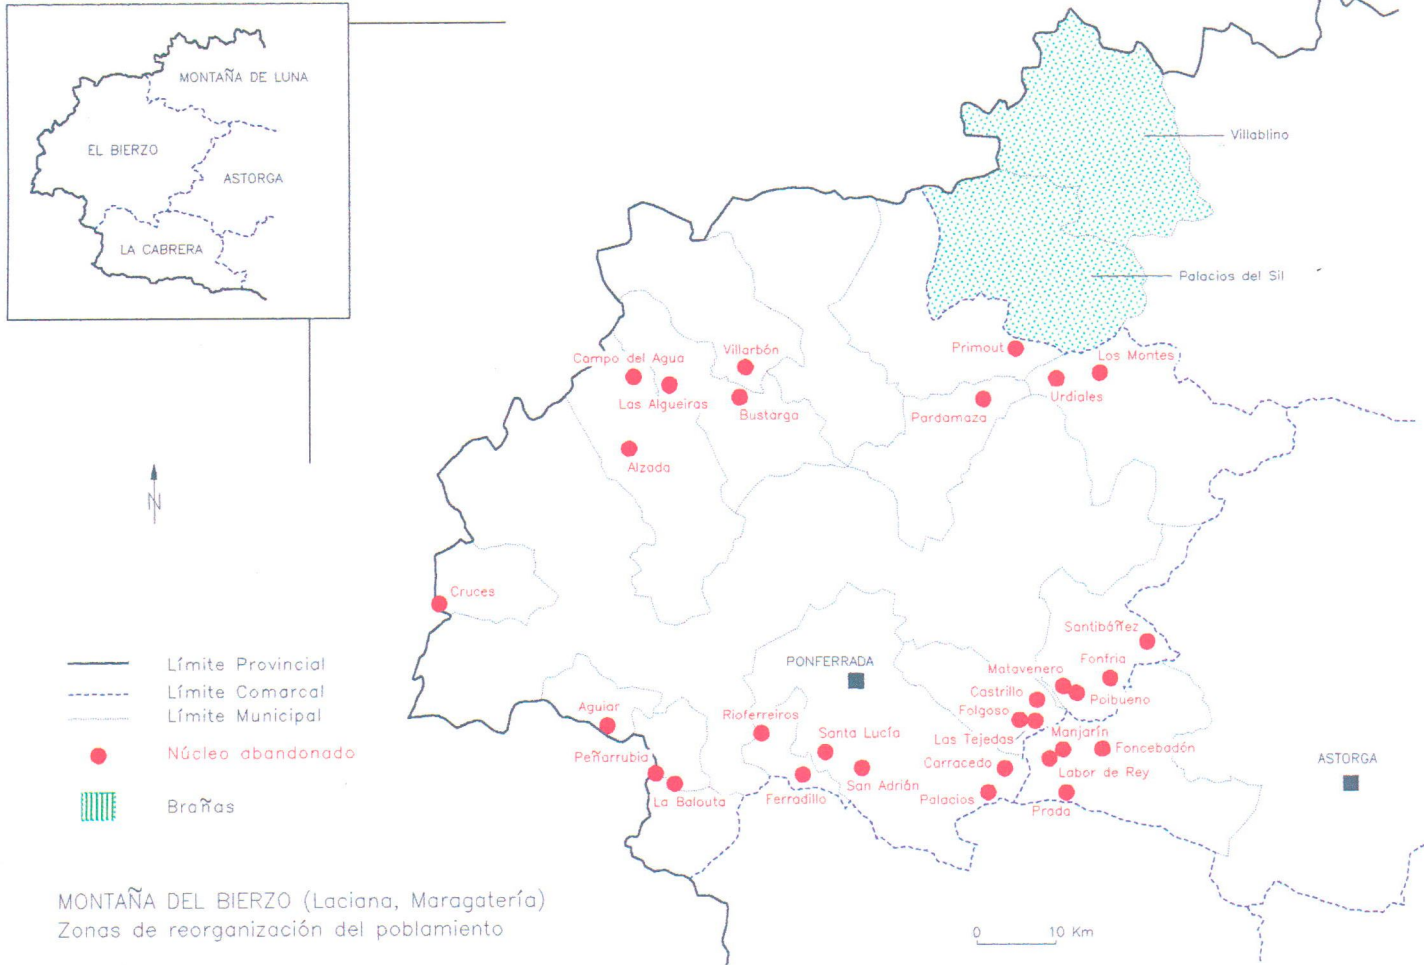 MONTAÑA DE LUNA
EL BIERZO
ASTORGA
LA CABRERA
Villablino
Palacios del Sil
Primout
Los Montes
Urdiales
Pardamaza
Villarbón
Campo del Agua
Las Algueiras
Bustarga
Alzada
N
Cruces
Santibáñez
Fonfria
Matavenero
Poibueno
Castrillo
Folgoso
Las Tejedas
Manjarín
Foncebadón
Labor de Rey
Carracedo
Palacios
Prada
PONFERRADA
ASTORGA
Aguiar
Rioferreiros
Santa Lucía
Peñarrubia
La Balouta
Ferradillo
San Adrián
Límite Provincial
Límite Comarcal
Límite Municipal
Núcleo abandonado
Brañas
MONTAÑA DEL BIERZO (Laciana, Maragatería)
Zonas de reorganización del poblamiento
0 10 Km